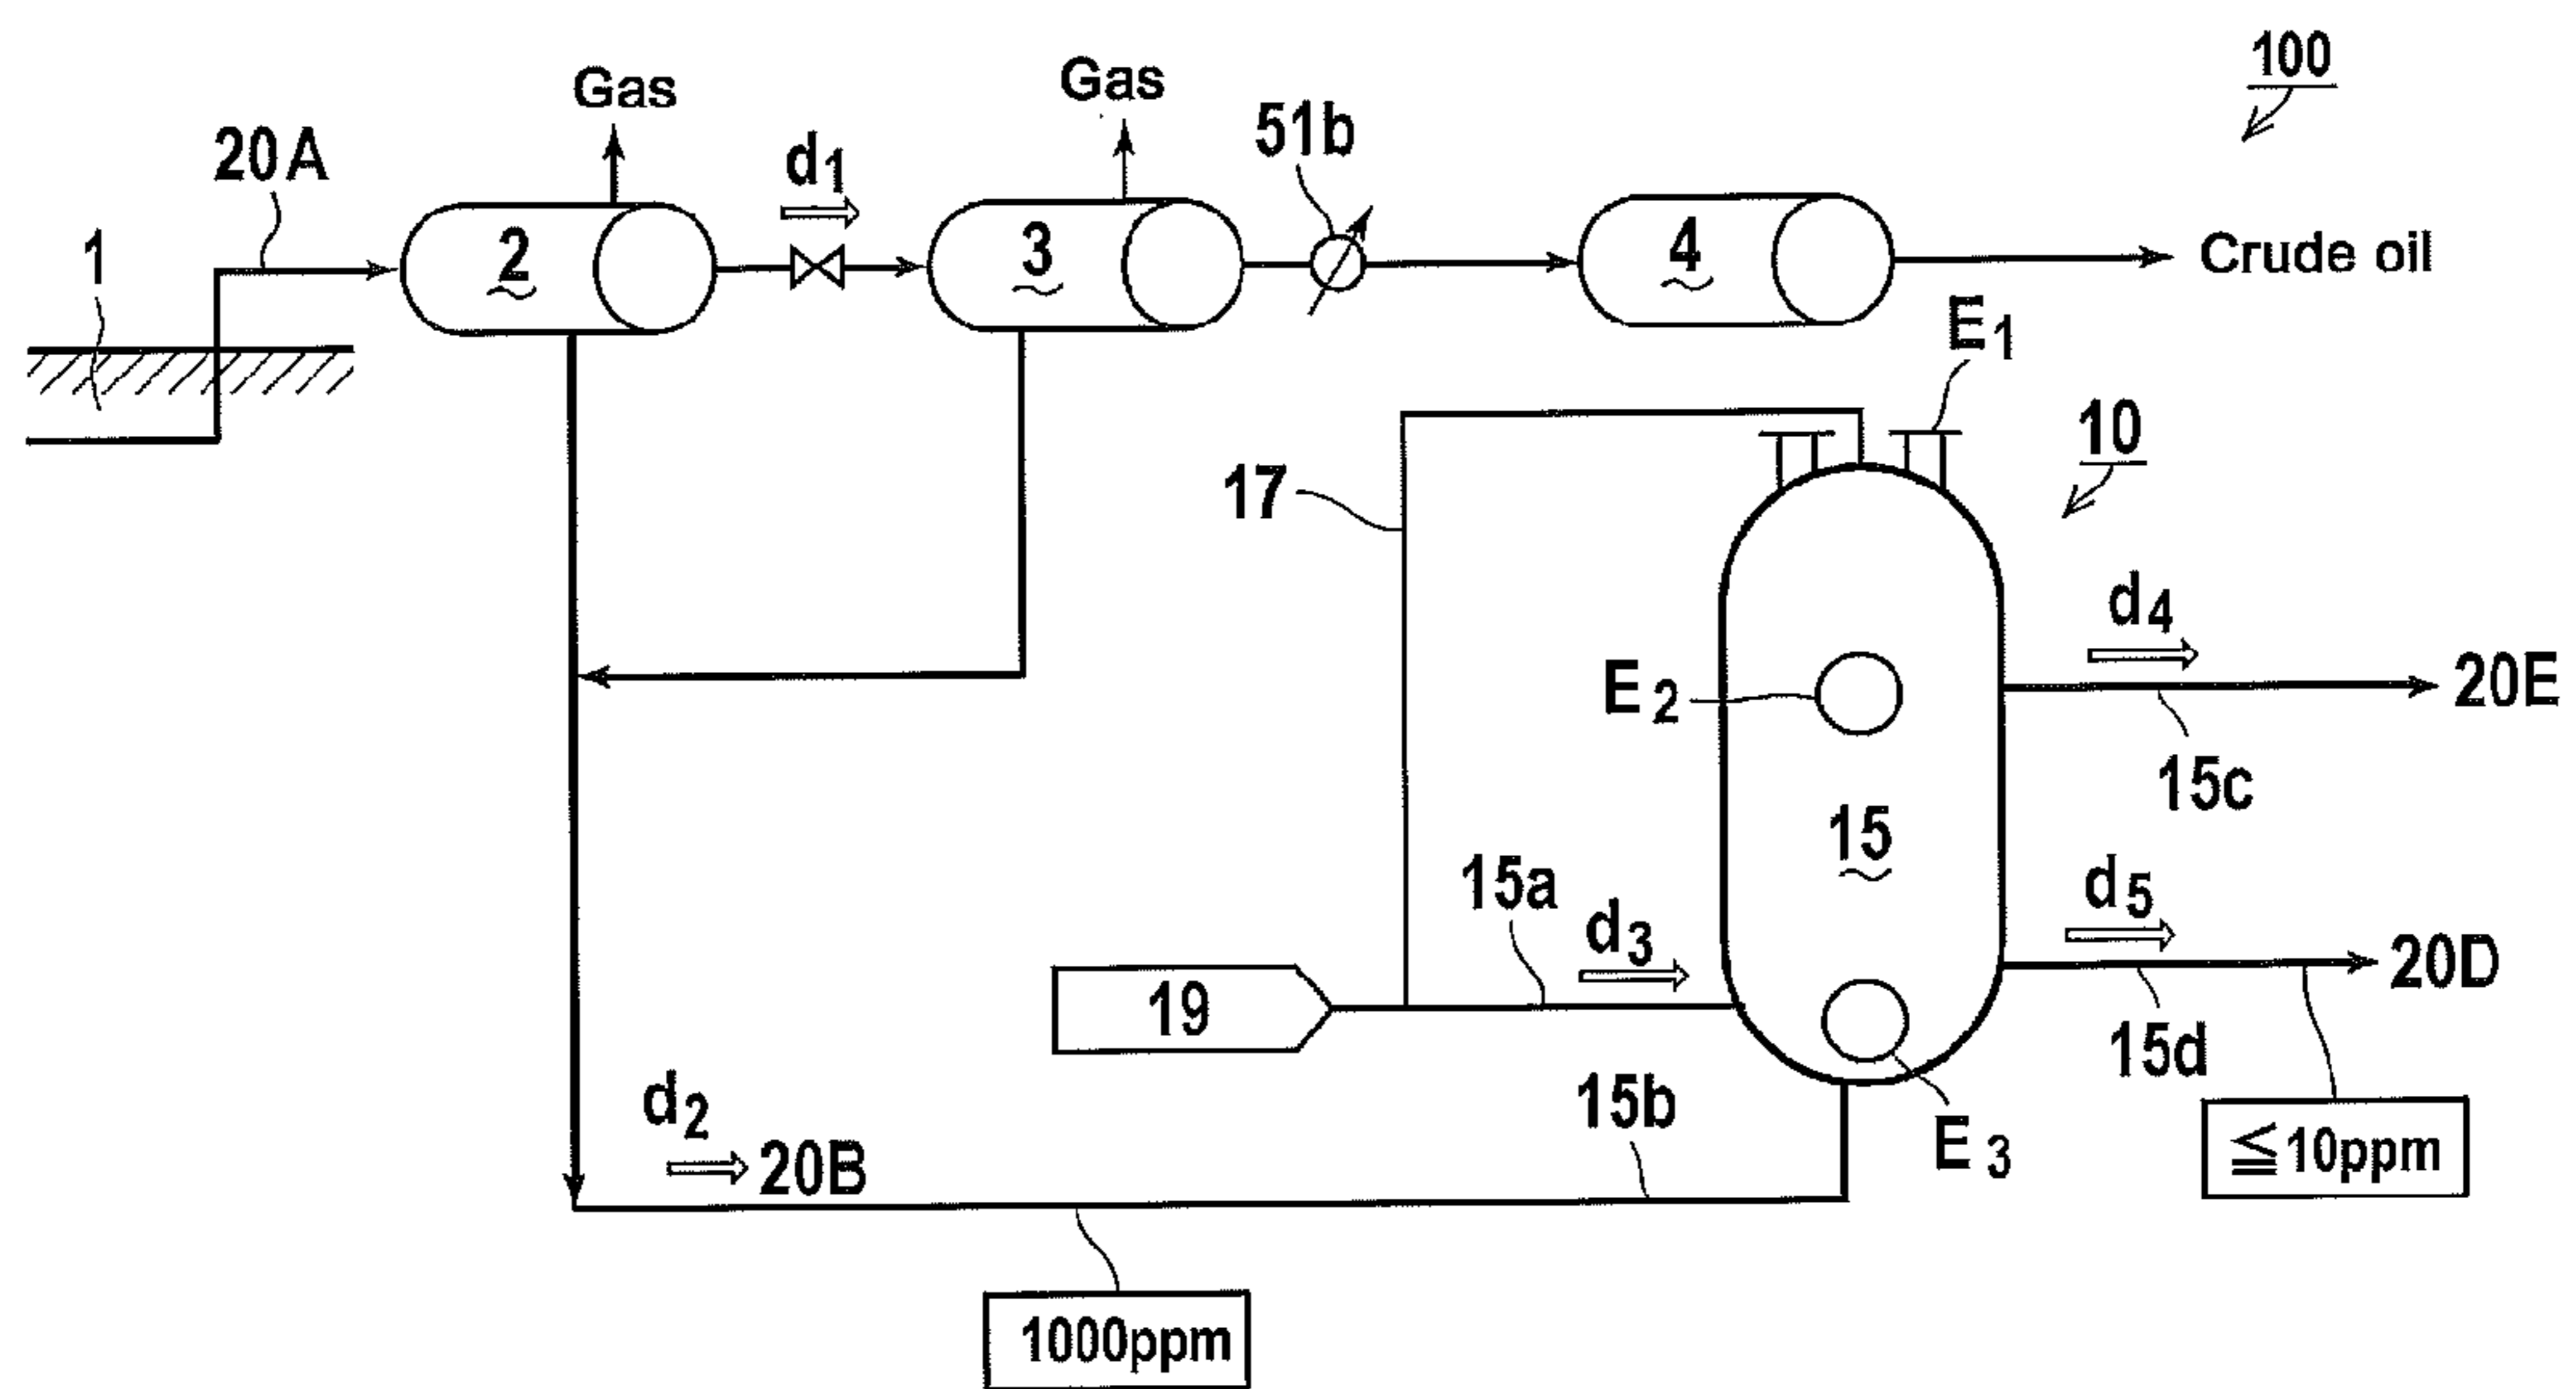 100
Gas
Gas
51b
20A
d1
1
2
3
4
Crude oil
E1
10
17
d4
E2
20E
15c
15
15a
d3
d5
20D
19
15d
d2
20B
15b
E3
≦10ppm
1000ppm